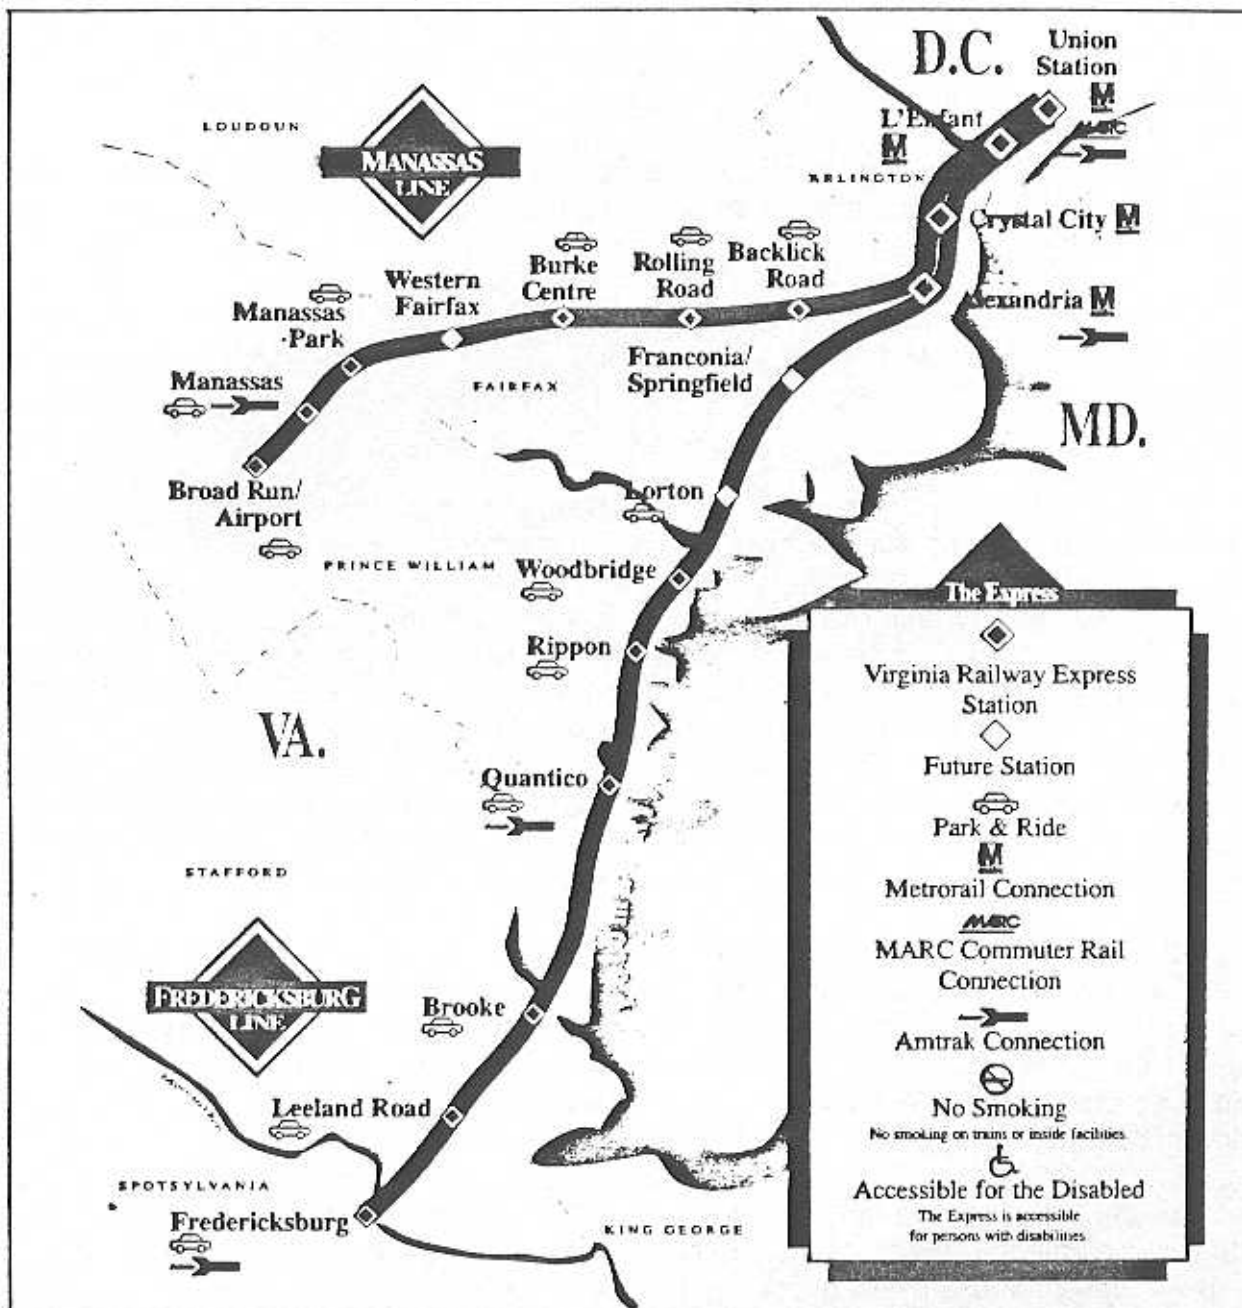 D.C.
Union
Station
M
L'Enfant
M
MARC
LOUDOUN
MANASSAS
LINE
ARLINGTON
Crystal City M
Backlick
Road
Rolling
Road
Burke
Centre
Western
Fairfax
Manassas
Park
Alexandria M
Franconia/
Springfield
Manassas
FAIRFAX
MD.
Broad Run/
Airport
Lorton
PRINCE WILLIAM
Woodbridge
Rippon
VA.
Quantico
STAFFORD
FREDERICKSBURG
LINE
Brooke
Leeland Road
SPOTSYLVANIA
Fredericksburg
KING GEORGE
The Express
Virginia Railway Express
Station
Future Station
Park & Ride
M
Metrorail Connection
MARC
MARC Commuter Rail
Connection
Amtrak Connection
No Smoking
No smoking on trains or inside facilities
Accessible for the Disabled
The Express is accessible
for persons with disabilities